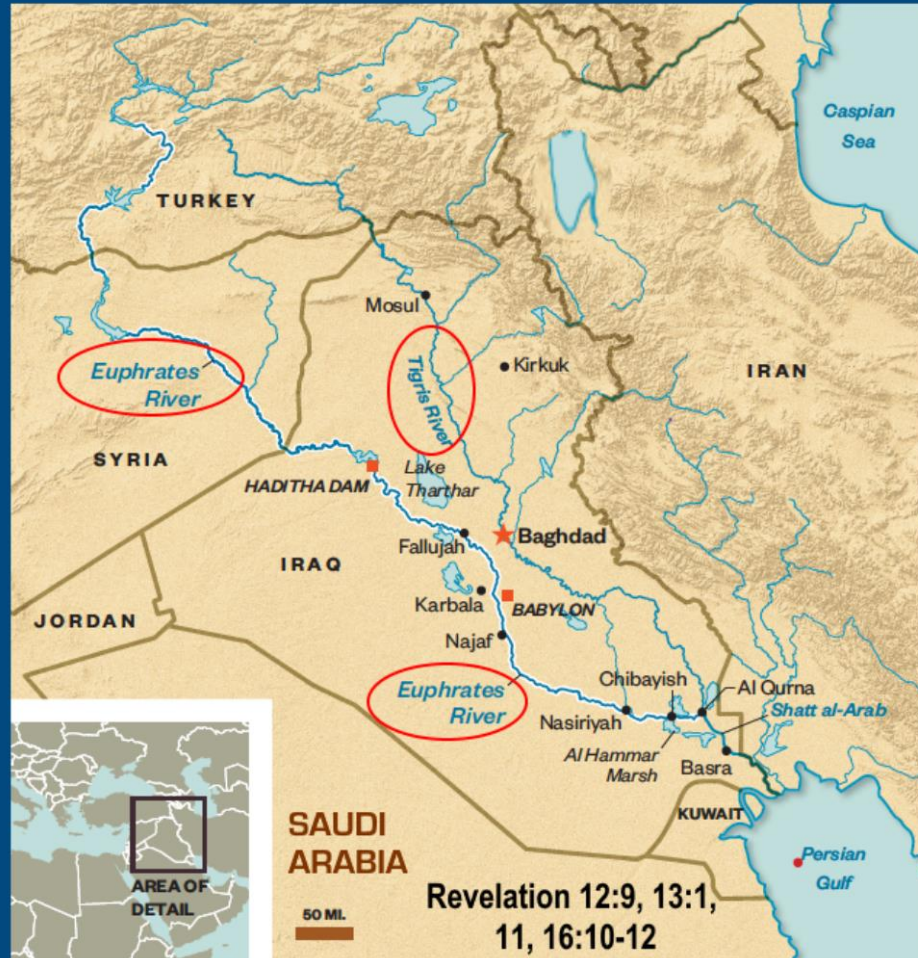 Caspian
Sea
TURKEY
Mosul
Kirkuk
Tigris River
Euphrates
River
IRAN
SYRIA
HADITHA DAM
Lake
Tharthar
Baghdad
Fallujah
IRAQ
Karbala
BABYLON
JORDAN
Najaf
Euphrates
River
Chibayish
Al Qurna
Shatt al-Arab
Nasiriyah
Al Hammar
Marsh
Basra
KUWAIT
SAUDI
ARABIA
Persian
Gulf
AREA OF
DETAIL
50 MI.
Revelation 12:9, 13:1,
11, 16:10-12